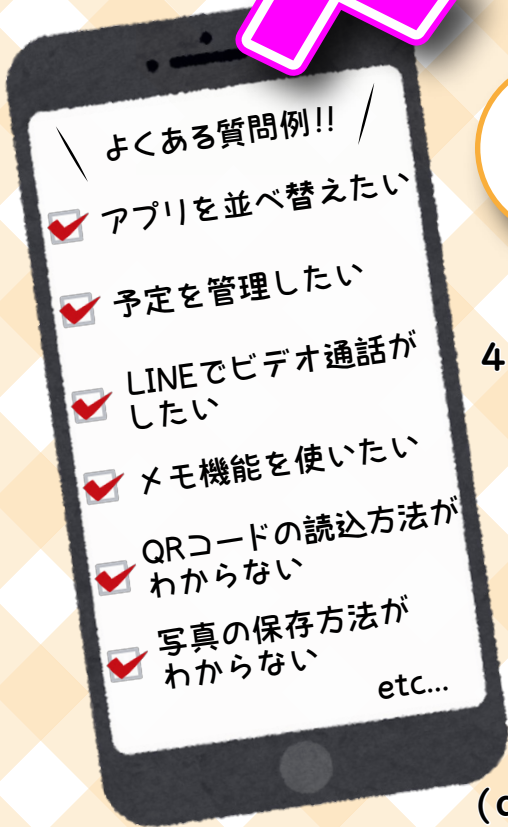 よくある質問例!!
アプリを並べ替えたい
予定を管理したい
LINEでビデオ通話が
したい
メモ機能を使いたい
QRコードの読込方法が
わからない
写真の保存方法が
わからない
etc...
4